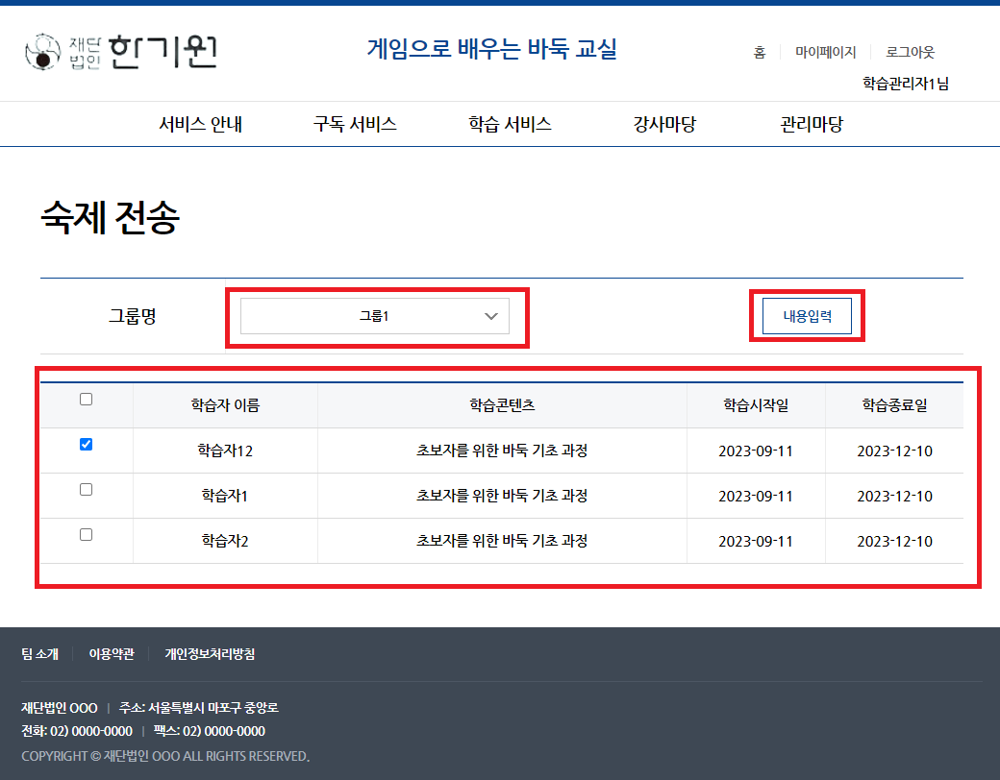 재단법인 한기원
게임으로 배우는 바둑 교실
홈 마이페이지 로그아웃
학습관리자1님
서비스 안내 구독 서비스 학습 서비스 강사마당 관리마당
숙제 전송
그룹명 그룹1 내용입력
학습자 이름 학습콘텐츠 학습시작일 학습종료일
학습자12 초보자를 위한 바둑 기초 과정 2023-09-11 2023-12-10
학습자1 초보자를 위한 바둑 기초 과정 2023-09-11 2023-12-10
학습자2 초보자를 위한 바둑 기초 과정 2023-09-11 2023-12-10
팀 소개 이용약관 개인정보처리방침
재단법인 OOO | 주소: 서울특별시 마포구 중앙로
전화: 02) 0000-0000 | 팩스: 02) 0000-0000
COPYRIGHT © 재단법인 OOO ALL RIGHTS RESERVED.